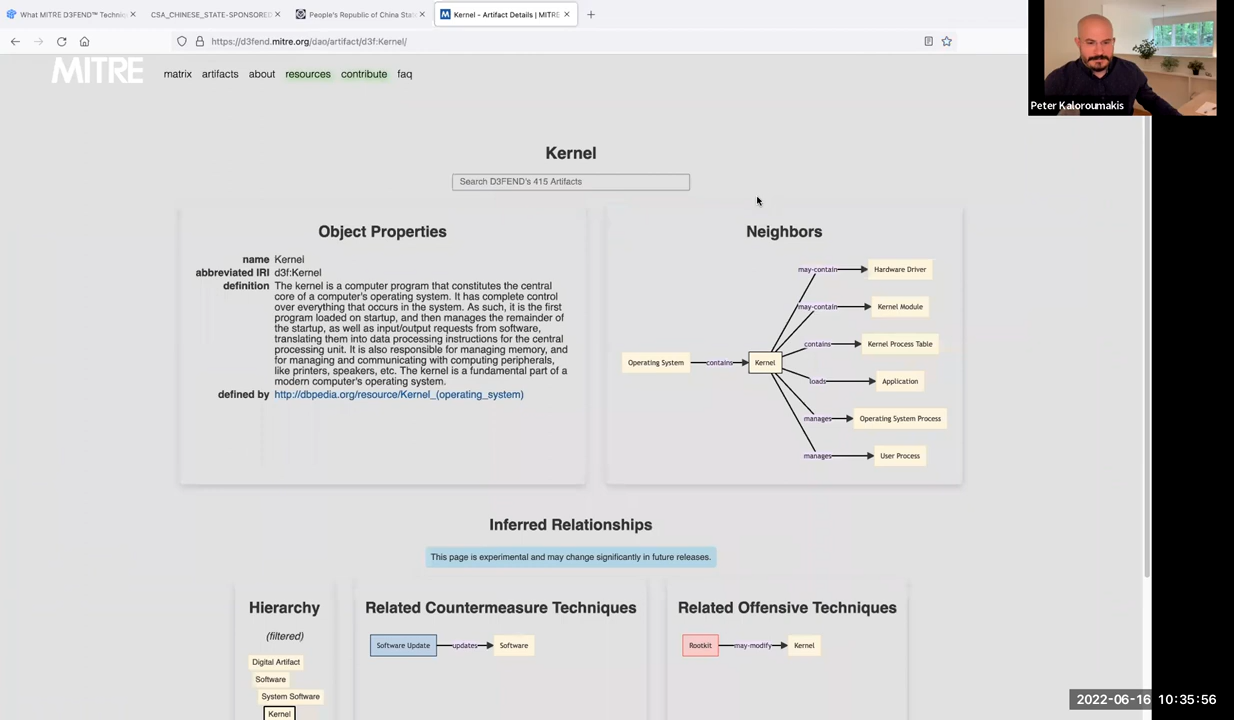 What MITRE D3FEND™ Technic
CSA_CHINESE_STATE-SPONSORED
People's Republic of China Stat
Kernel - Artifact Details | MITRE
https://d3fend.mitre.org/dao/artifact/d3f:Kernel/
MITRE
matrix artifacts about resources contribute faq
Peter Kaloroumakis
Kernel
Search D3FEND's 415 Artifacts
Object Properties
name Kernel
abbreviated IRI d3f:Kernel
definition The kernel is a computer program that constitutes the central
core of a computer's operating system. It has complete control
over everything that occurs in the system. As such, it is the first
program loaded on startup, and then manages the remainder of
the startup, as well as input/output requests from software,
translating them into data processing instructions for the central
processing unit. It is also responsible for managing memory, and
for managing and communicating with computing peripherals,
like printers, speakers, etc. The kernel is a fundamental part of a
modern computer's operating system.
defined by http://dbpedia.org/resource/Kernel_(operating_system)
Neighbors
may-contain Hardware Driver
may-contain Kernel Module
contains Kernel Process Table
Operating System contains Kernel
loads Application
manages Operating System Process
manages User Process
Inferred Relationships
This page is experimental and may change significantly in future releases.
Hierarchy
(filtered)
Digital Artifact
Software
System Software
Kernel
Related Countermeasure Techniques
Software Update updates Software
Related Offensive Techniques
Rootkit may-modify Kernel
2022-06-16 10:35:56